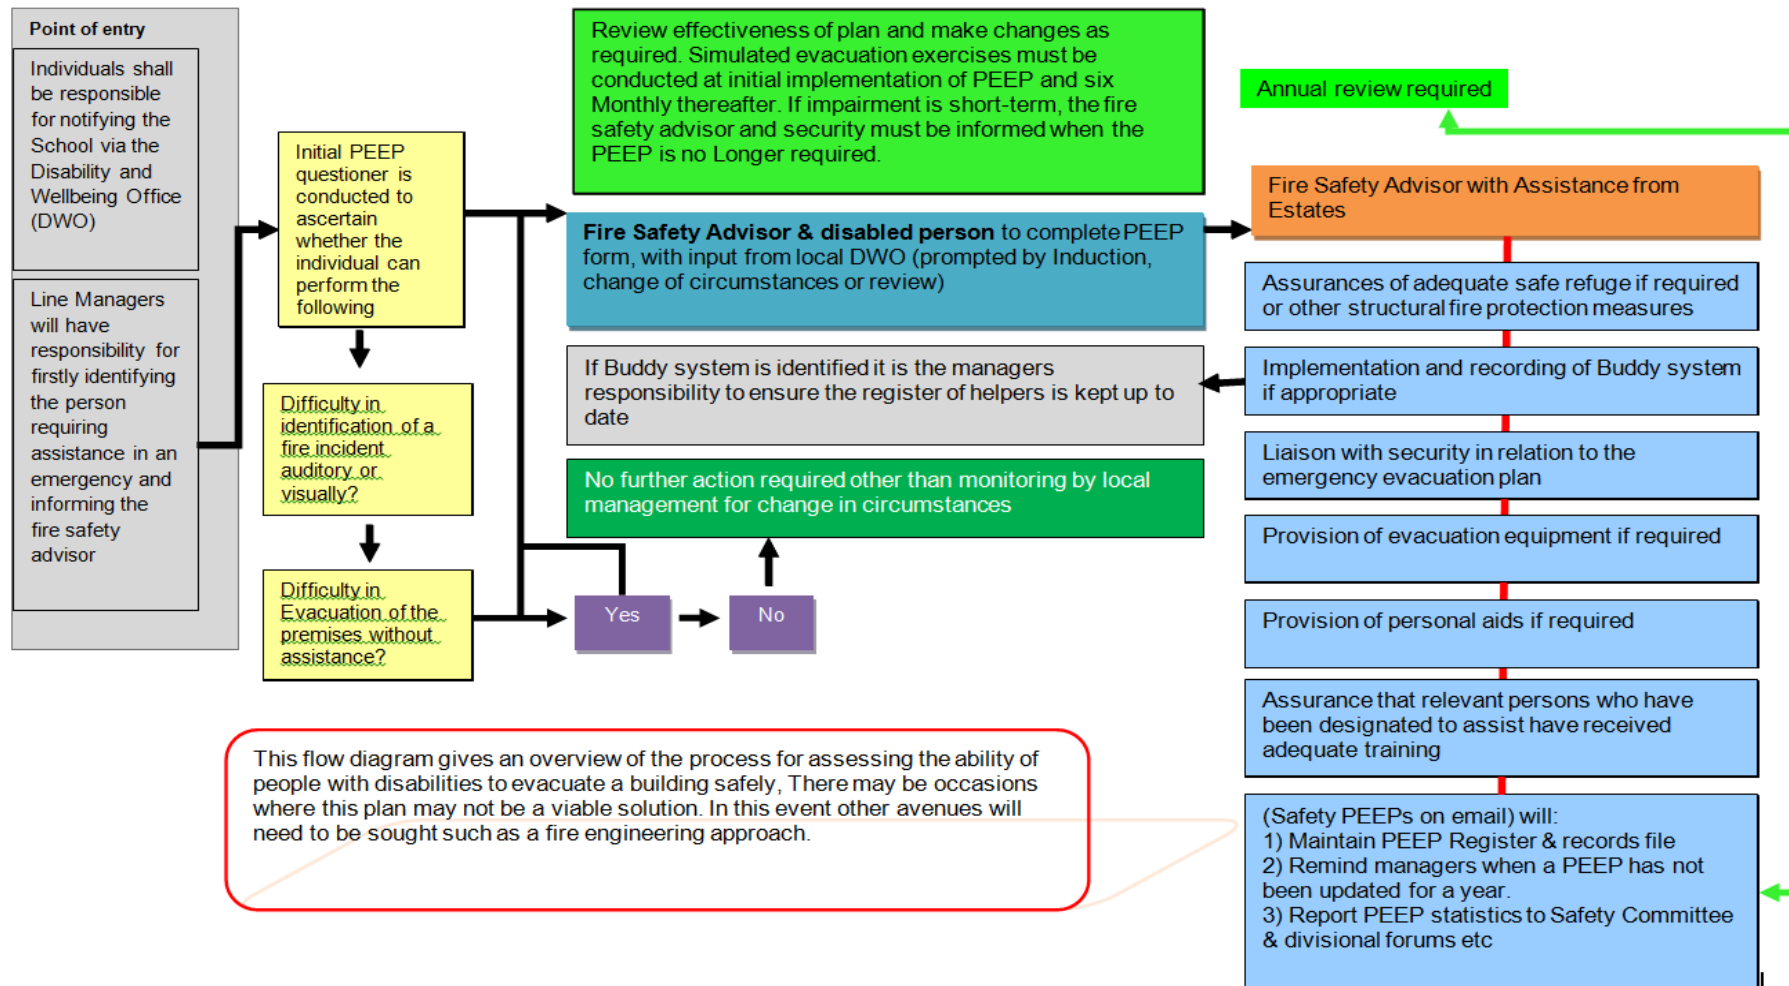 Point of entry
Individuals shall
be responsible
for notifying the
School via the
Disability and
Wellbeing Office
(DWO)
Line Managers
will have
responsibility for
firstly identifying
the person
requiring
assistance in an
emergency and
informing the
fire safety
advisor
Initial PEEP
questioner is
conducted to
ascertain
whether the
individual can
perform the
following
Difficulty in
identification of a
fire incident
auditory or
visually?
Difficulty in
Evacuation of the
premises without
assistance?
Review effectiveness of plan and make changes as
required. Simulated evacuation exercises must be
conducted at initial implementation of PEEP and six
Monthly thereafter. If impairment is short-term, the fire
safety advisor and security must be informed when the
PEEP is no Longer required.
Fire Safety Advisor & disabled person to complete PEEP
form, with input from local DWO (prompted by Induction,
change of circumstances or review)
If Buddy system is identified it is the managers
responsibility to ensure the register of helpers is kept up to
date
No further action required other than monitoring by local
management for change in circumstances
Yes
No
Annual review required
Fire Safety Advisor with Assistance from
Estates
Assurances of adequate safe refuge if required
or other structural fire protection measures
Implementation and recording of Buddy system
if appropriate
Liaison with security in relation to the
emergency evacuation plan
Provision of evacuation equipment if required
Provision of personal aids if required
Assurance that relevant persons who have
been designated to assist have received
adequate training
(Safety PEEPs on email) will:
1) Maintain PEEP Register & records file
2) Remind managers when a PEEP has not
been updated for a year.
3) Report PEEP statistics to Safety Committee
& divisional forums etc
This flow diagram gives an overview of the process for assessing the ability of
people with disabilities to evacuate a building safely, There may be occasions
where this plan may not be a viable solution. In this event other avenues will
need to be sought such as a fire engineering approach.